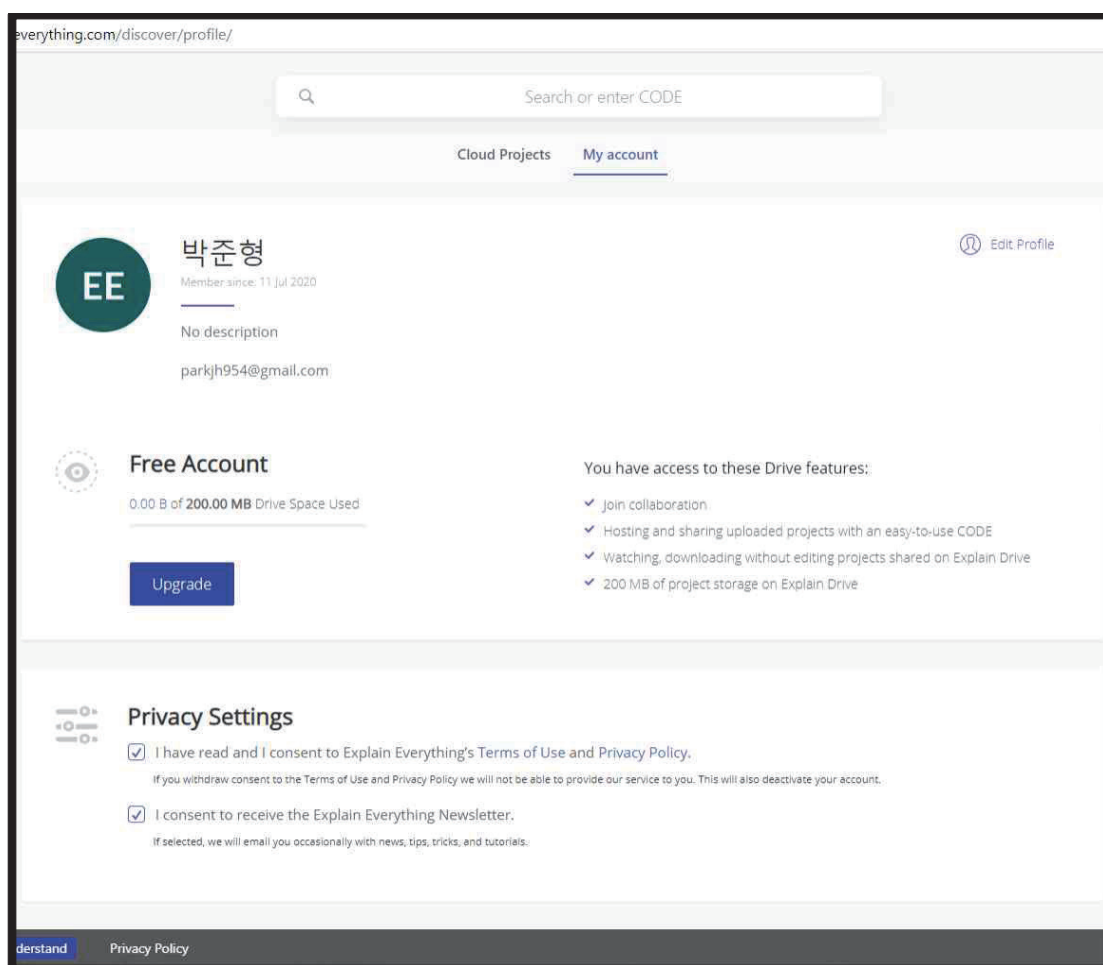 everything.com/discover/profile/
Search or enter CODE
Cloud Projects My account
EE
박준형
Edit Profile
Member since: 11 Jul 2020
No description
parkjh954@gmail.com
Free Account
0.00 B of 200.00 MB Drive Space Used
Upgrade
You have access to these Drive features:
Join collaboration
Hosting and sharing uploaded projects with an easy-to-use CODE
Watching, downloading without editing projects shared on Explain Drive
200 MB of project storage on Explain Drive
Privacy Settings
I have read and I consent to Explain Everything's Terms of Use and Privacy Policy.
If you withdraw consent to the Terms of Use and Privacy Policy we will not be able to provide our service to you. This will also deactivate your account.
I consent to receive the Explain Everything Newsletter.
If selected, we will email you occasionally with news, tips, tricks, and tutorials.
derstand Privacy Policy